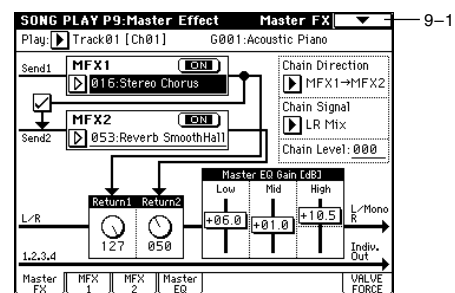 SONG PLAY P9:Master Effect Master FX
9–1
Play: Track01 [Ch01] G001:Acoustic Piano
Send1
MFX1 ON
016:Stereo Chorus
Chain Direction
MFX1→MFX2
Chain Signal
LR Mix
Chain Level: 000
MFX2 ON
Send2
053:Reverb SmoothHall
Master EQ Gain [dB]
Low Mid High
Return1 Return2
+06.0 +01.0 +10.5
L/R
L/Mono
R
127 050
1.2.3.4
Indiv.
Out
Master FX
MFX 1
MFX 2
Master EQ
VALVE FORCE